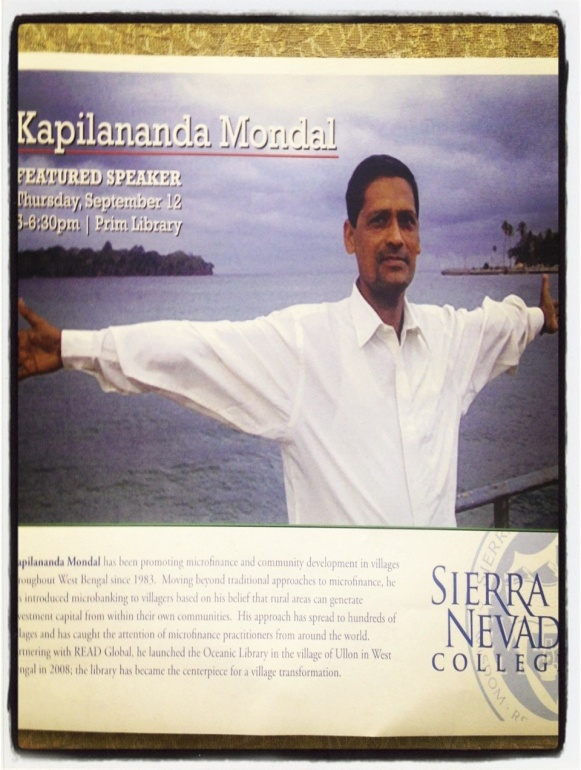 Kapilananda Mondal
FEATURED SPEAKER
Thursday, September 12
5-6:30pm | Prim Library
apilananda Mondal has been promoting microfinance and community development in villages
roughout West Bengal since 1983. Moving beyond traditional approaches to microfinance, he
s introduced microbanking to villagers based on his belief that rural areas can generate
vestment capital from within their own communities. His approach has spread to hundreds of
llages and has caught the attention of microfinance practitioners from around the world.
rtnering with READ Global, he launched the Oceanic Library in the village of Ullon in West
ngal in 2008; the library has became the centerpiece for a village transformation.
SIERRA
NEVAD
COLLEG